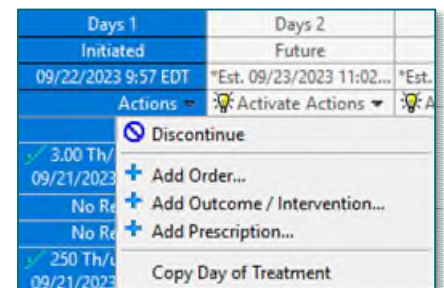 Days 1 Days 2
Initiated Future
09/22/2023 9:57 EDT *Est. 09/23/2023 11:02... *Est.
Actions Activate Actions A
Discontinue
3.00 Th/
09/21/2023 Add Order...
No Re Add Outcome / Intervention...
No Re Add Prescription...
250 Th/u
09/21/2023 Copy Day of Treatment